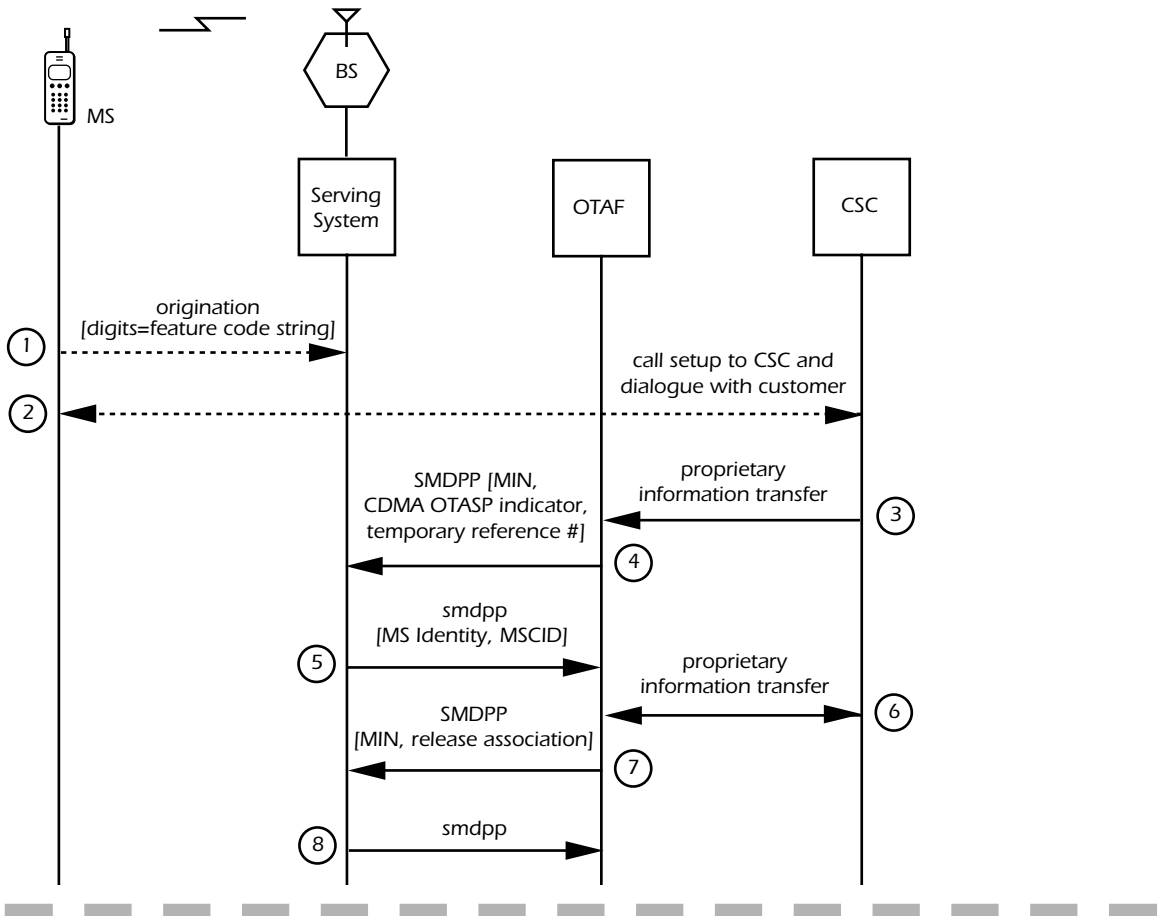 BS
MS
Serving
System
OTAF
CSC
origination
[digits=feature code string]
1
call setup to CSC and
dialogue with customer
2
SMDPP [MIN,
CDMA OTASP indicator,
temporary reference #]
proprietary
information transfer
3
4
smdpp
[MS Identity, MSCID]
5
proprietary
information transfer
6
SMDPP
[MIN, release association]
7
smdpp
8